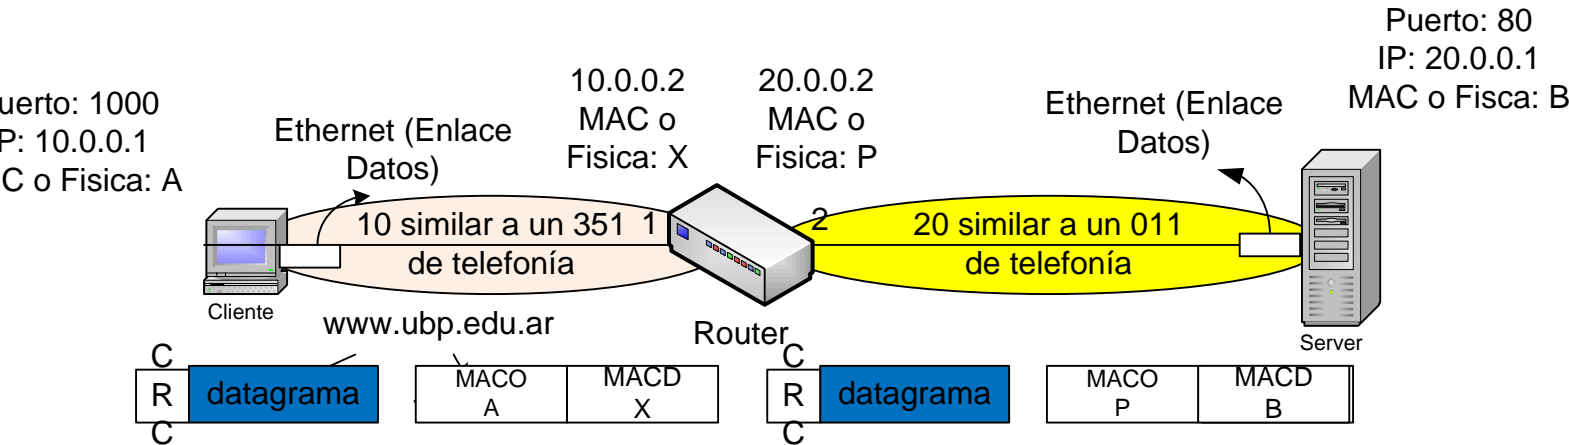 Puerto: 80
IP: 20.0.0.1
MAC o Fisca: B
uerto: 1000
P: 10.0.0.1
C o Fisica: A
Ethernet (Enlace
Datos)
10.0.0.2
MAC o
Fisica: X
20.0.0.2
MAC o
Fisica: P
Ethernet (Enlace
Datos)
10 similar a un 351
de telefonía
1
2
20 similar a un 011
de telefonía
Cliente
www.ubp.edu.ar
Router
Server
C
R
C
datagrama
MACO
A
MACD
X
C
R
C
datagrama
MACO
P
MACD
B